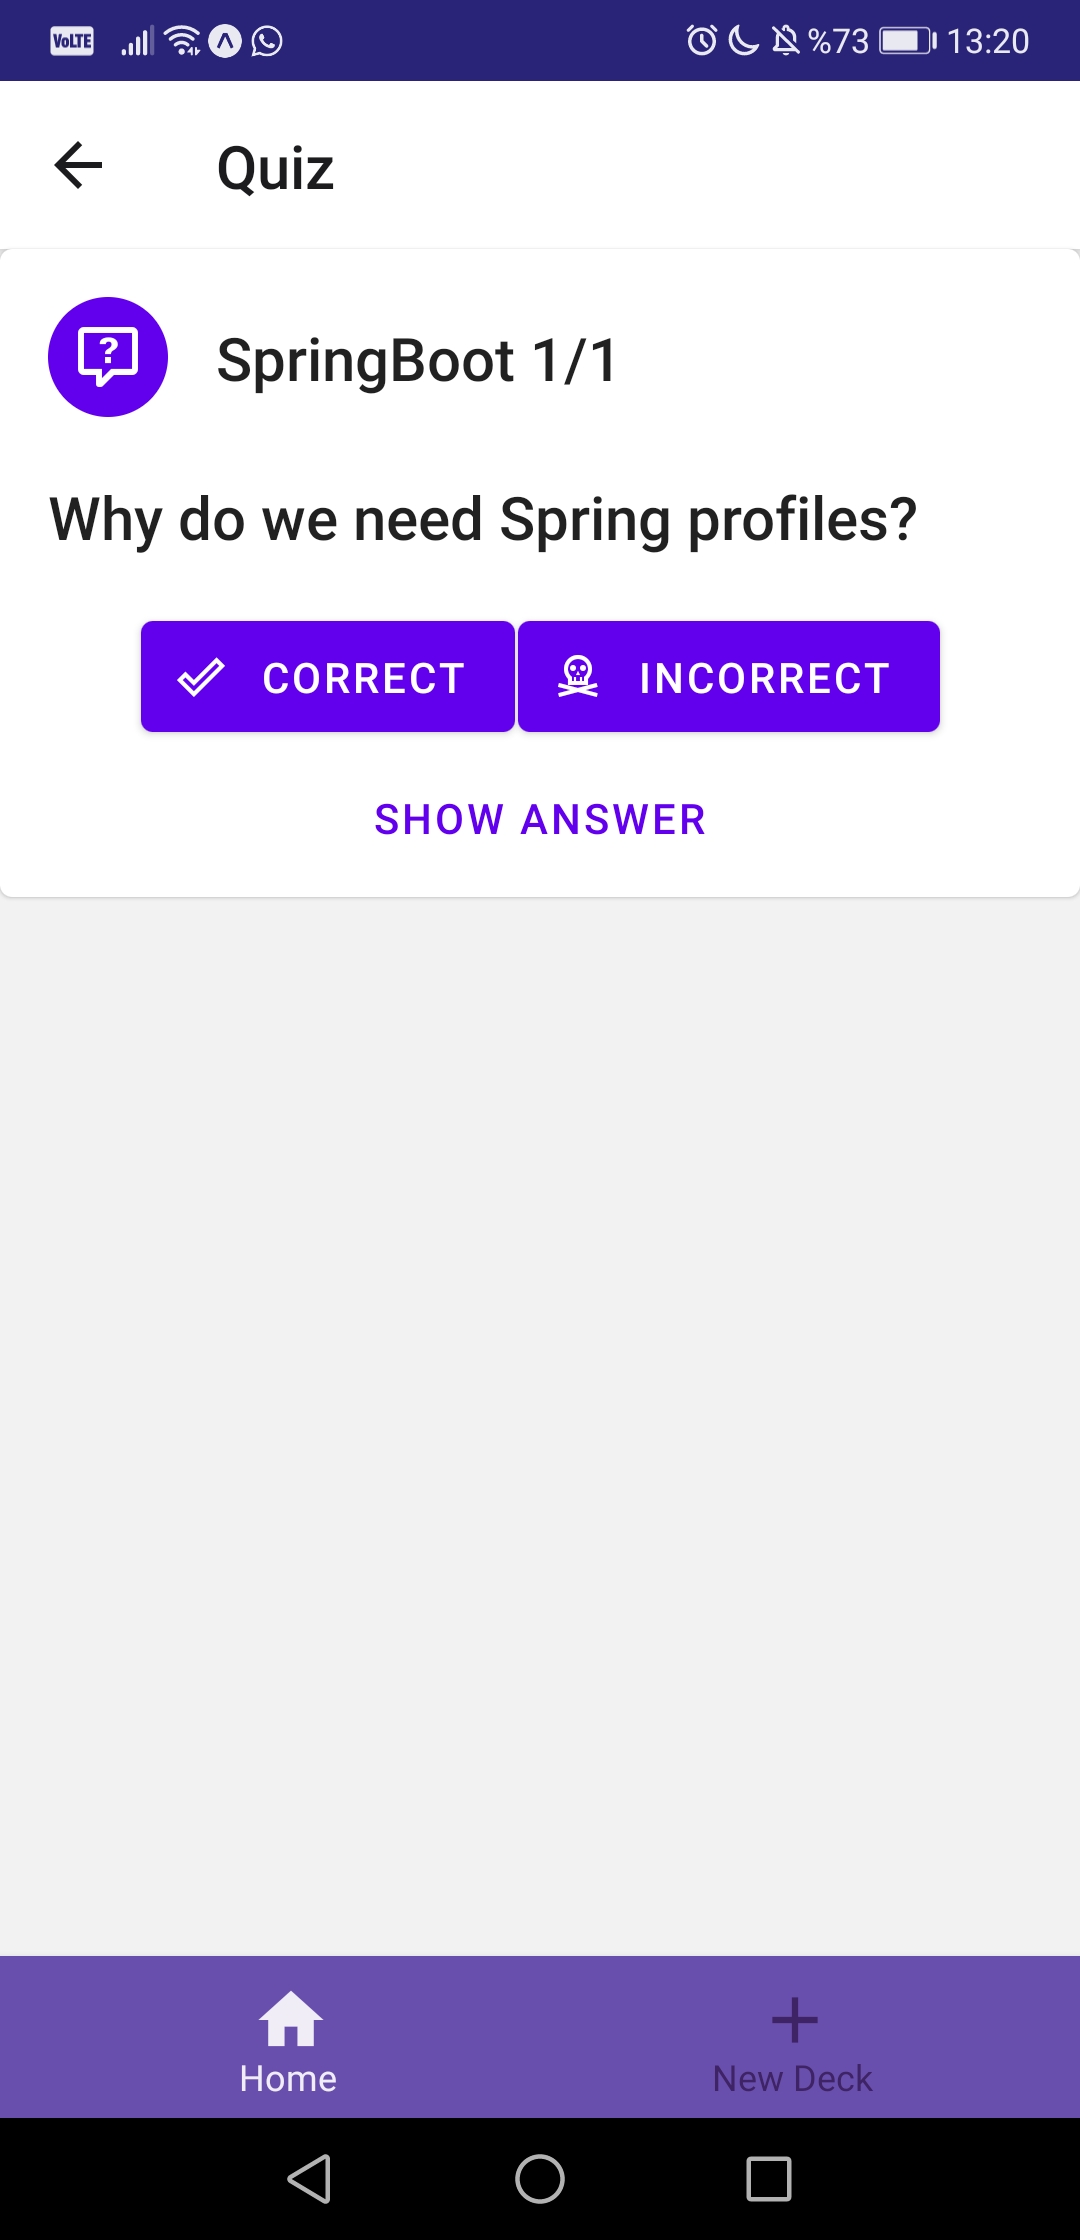 VoLTE %73 13:20
Quiz
SpringBoot 1/1
Why do we need Spring profiles?
CORRECT INCORRECT
SHOW ANSWER
Home New Deck